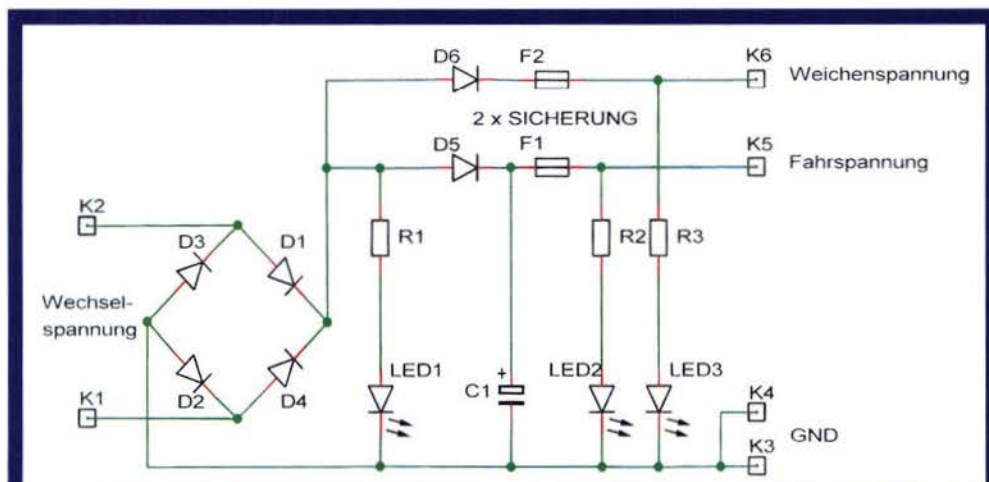 D6
F2
K6
Weichenspannung
2 x SICHERUNG
D5
F1
K5
Fahrspannung
K2
D3
D1
R1
R2
R3
Wechsel-
spannung
LED1
+
C1
LED2
LED3
K4
D2
D4
K1
GND
K3